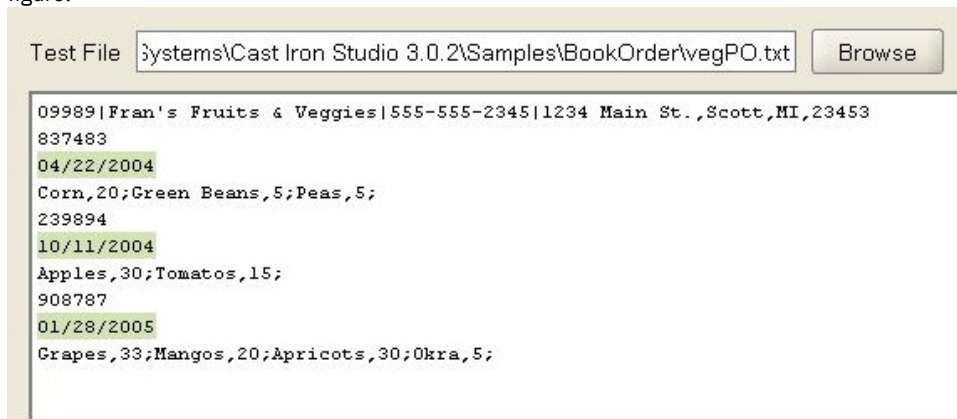 figure.
Test File ystems\Cast Iron Studio 3.0.2\Samples\BookOrder\vegPO.txt Browse
09989|Fran's Fruits & Veggies|555-555-2345|1234 Main St.,Scott,MI,23453
837483
04/22/2004
Corn,20;Green Beans,5;Peas,5;
239894
10/11/2004
Apples,30;Tomatos,15;
908787
01/28/2005
Grapes,33;Mangos,20;Apricots,30;Okra,5;